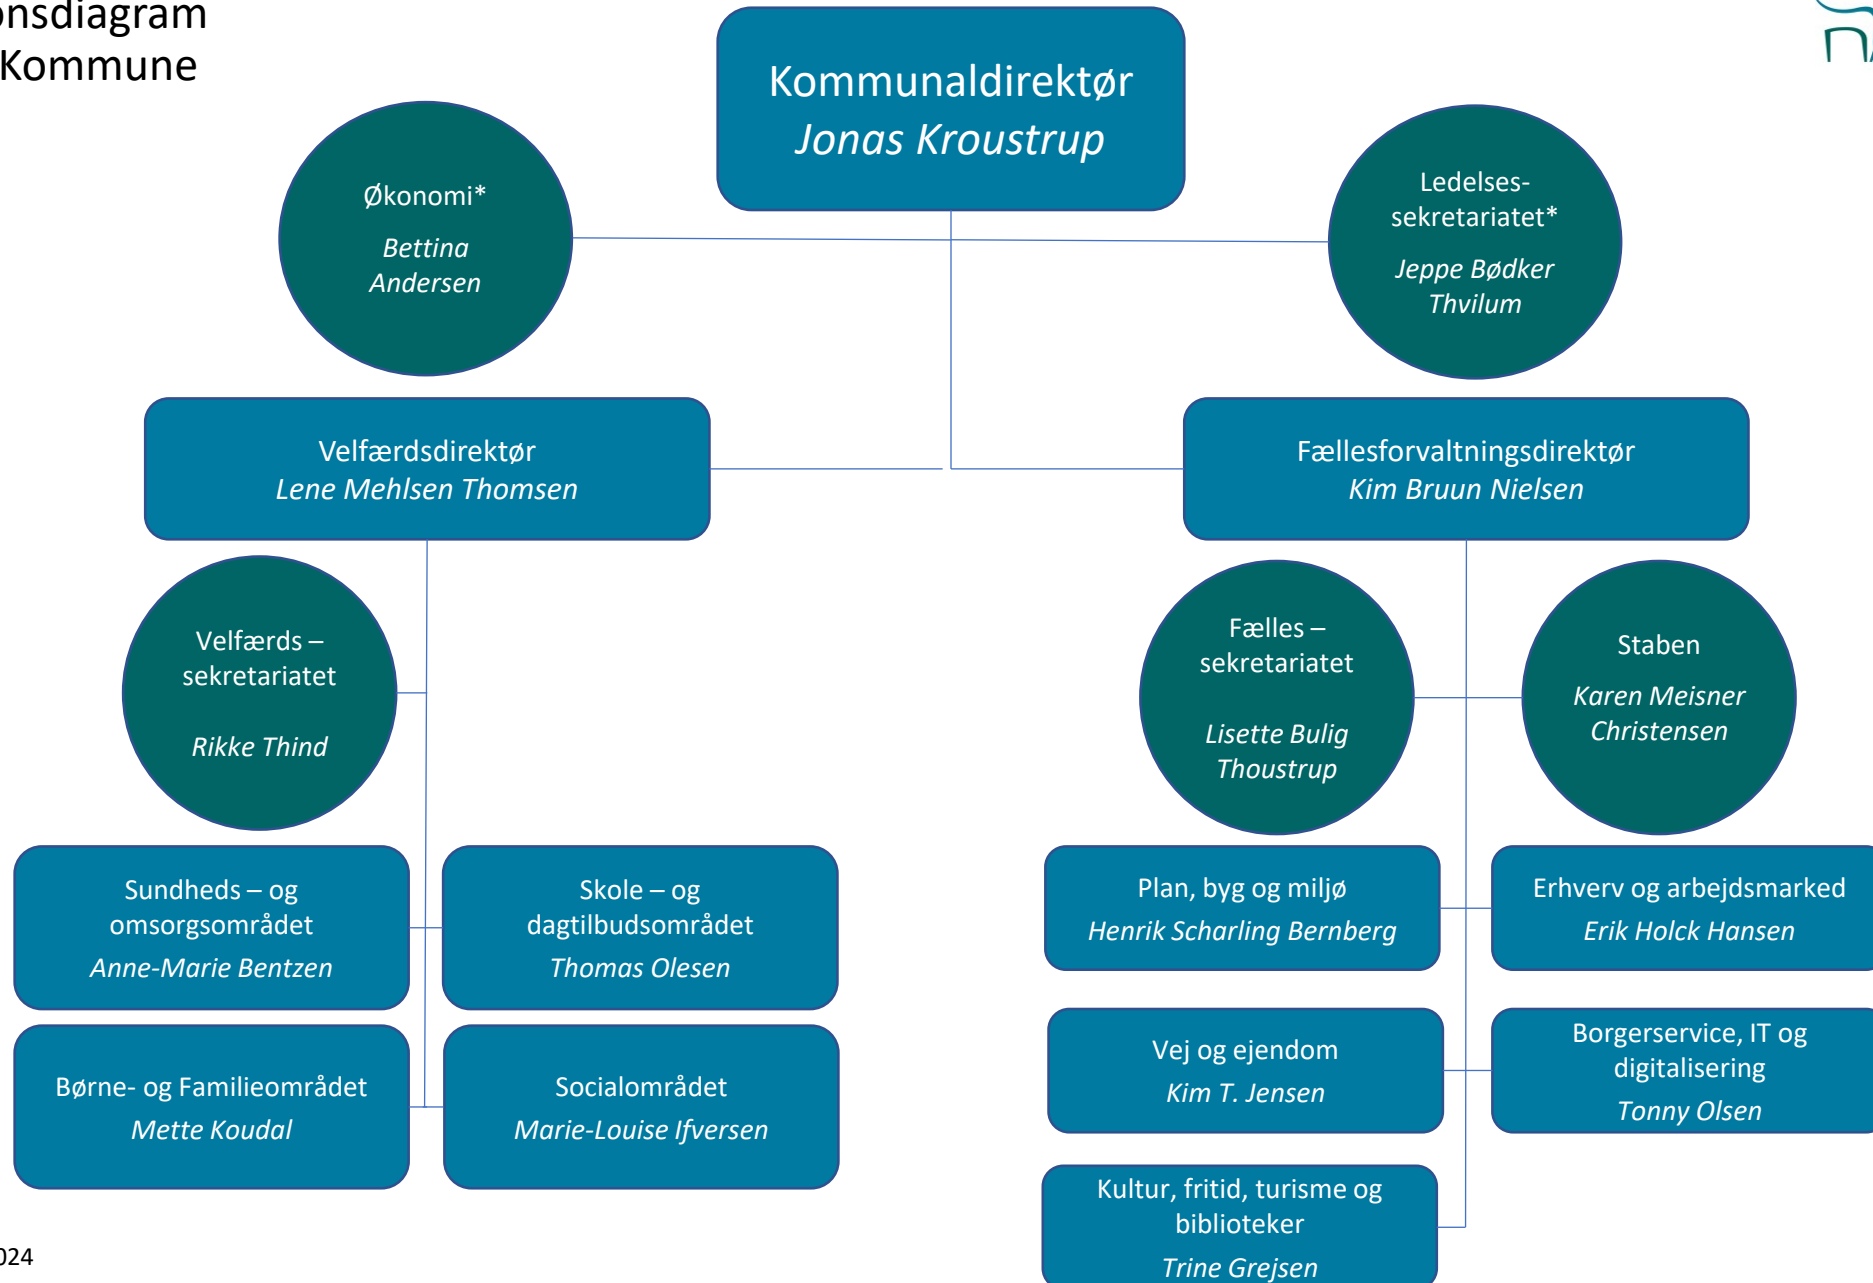 onsdiagram
Kommune
Kommunaldirektør
Jonas Kroustrup
Økonomi*
Bettina
Andersen
Ledelses-
sekretariatet*
Jeppe Bødker
Thvilum
Velfærdsdirektør
Lene Mehlsen Thomsen
Fællesforvaltningsdirektør
Kim Bruun Nielsen
Velfærds –
sekretariatet
Rikke Thind
Fælles –
sekretariatet
Lisette Bulig
Thoustrup
Staben
Karen Meisner
Christensen
Sundheds – og
omsorgsområdet
Anne-Marie Bentzen
Skole – og
dagtilbudsområdet
Thomas Olesen
Plan, byg og miljø
Henrik Scharling Bernberg
Erhverv og arbejdsmarked
Erik Holck Hansen
Børne- og Familieområdet
Mette Koudal
Socialområdet
Marie-Louise Ifversen
Vej og ejendom
Kim T. Jensen
Borgerservice, IT og
digitalisering
Tonny Olsen
Kultur, fritid, turisme og
biblioteker
Trine Grejsen
024